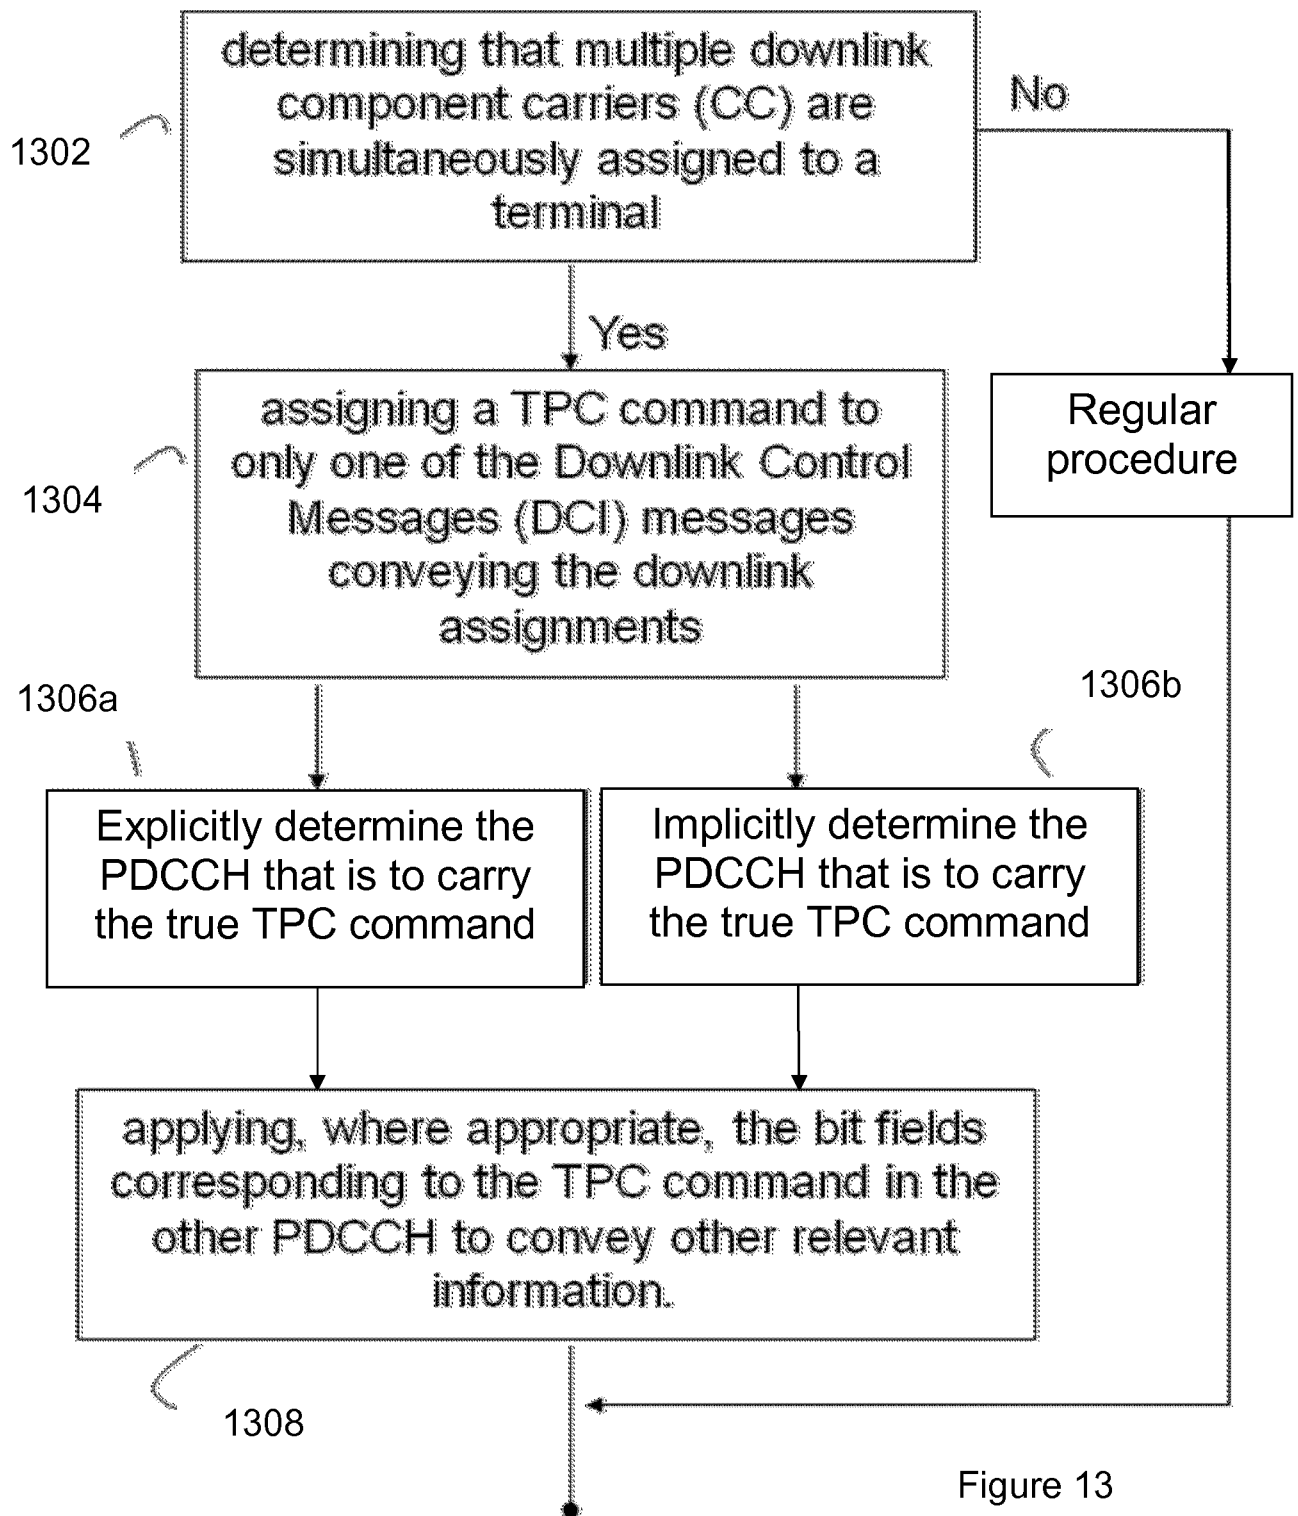 determining that multiple downlink
component carriers (CC) are
simultaneously assigned to a
terminal
No
1302
Yes
assigning a TPC command to
only one of the Downlink Control
Messages (DCI) messages
conveying the downlink
assignments
1304
Regular
procedure
1306a
1306b
Explicitly determine the
PDCCH that is to carry
the true TPC command
Implicitly determine the
PDCCH that is to carry
the true TPC command
applying, where appropriate, the bit fields
corresponding to the TPC command in the
other PDCCH to convey other relevant
information.
1308
Figure 13